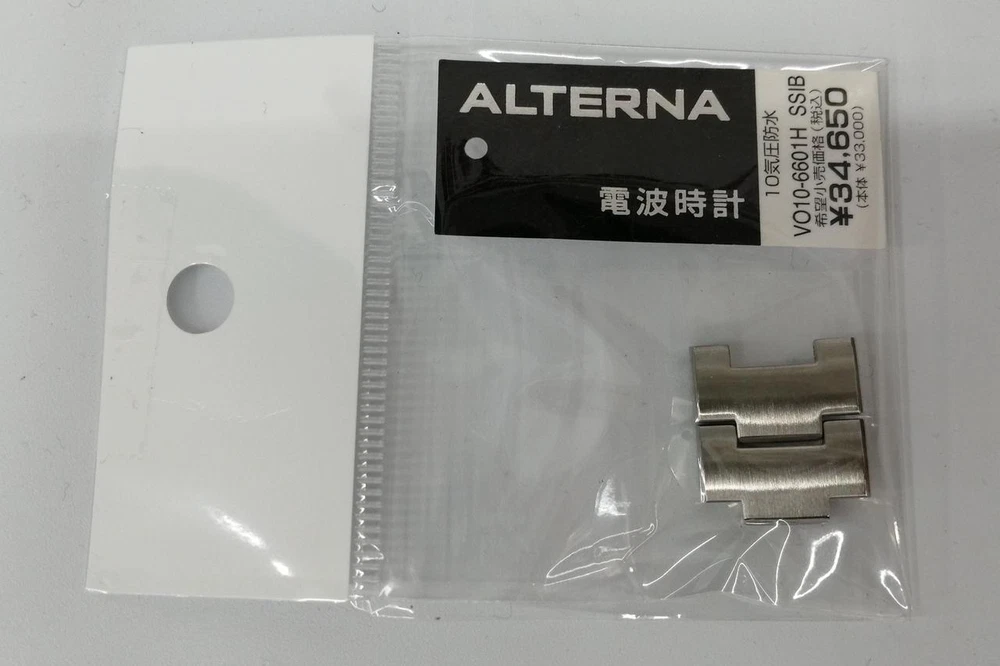 ALTERNA
電波時計
10気圧防水
VO10-6601H SSIB
希望小売価格(税込)
¥34,650
(本体 ¥33,000)